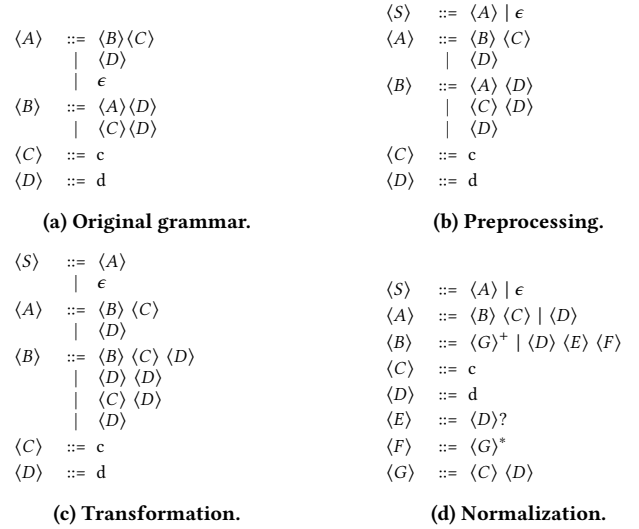 ⟨A⟩ ::= ⟨B⟩⟨C⟩
| ⟨D⟩
| ϵ
⟨B⟩ ::= ⟨A⟩⟨D⟩
| ⟨C⟩⟨D⟩
⟨C⟩ ::= c
⟨D⟩ ::= d
(a) Original grammar.
⟨S⟩ ::= ⟨A⟩ | ϵ
⟨A⟩ ::= ⟨B⟩ ⟨C⟩
| ⟨D⟩
⟨B⟩ ::= ⟨A⟩ ⟨D⟩
| ⟨C⟩ ⟨D⟩
| ⟨D⟩
⟨C⟩ ::= c
⟨D⟩ ::= d
(b) Preprocessing.
⟨S⟩ ::= ⟨A⟩
| ϵ
⟨A⟩ ::= ⟨B⟩ ⟨C⟩
| ⟨D⟩
⟨B⟩ ::= ⟨B⟩ ⟨C⟩ ⟨D⟩
| ⟨D⟩ ⟨D⟩
| ⟨C⟩ ⟨D⟩
| ⟨D⟩
⟨C⟩ ::= c
⟨D⟩ ::= d
(c) Transformation.
⟨S⟩ ::= ⟨A⟩ | ϵ
⟨A⟩ ::= ⟨B⟩ ⟨C⟩ | ⟨D⟩
⟨B⟩ ::= ⟨G⟩⁺ | ⟨D⟩ ⟨E⟩ ⟨F⟩
⟨C⟩ ::= c
⟨D⟩ ::= d
⟨E⟩ ::= ⟨D⟩?
⟨F⟩ ::= ⟨G⟩*
⟨G⟩ ::= ⟨C⟩ ⟨D⟩
(d) Normalization.